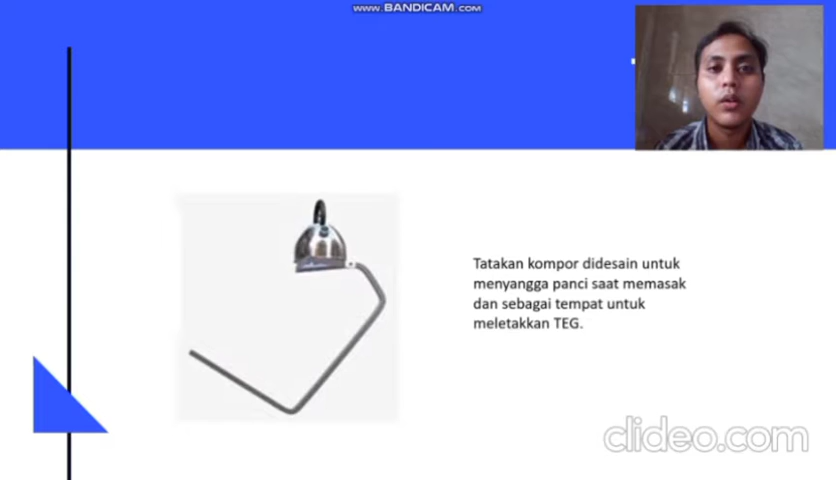 www.BANDICAM.com
Tatakan kompor didesain untuk
menyangga panci saat memasak
dan sebagai tempat untuk
meletakkan TEG.
clideo.com